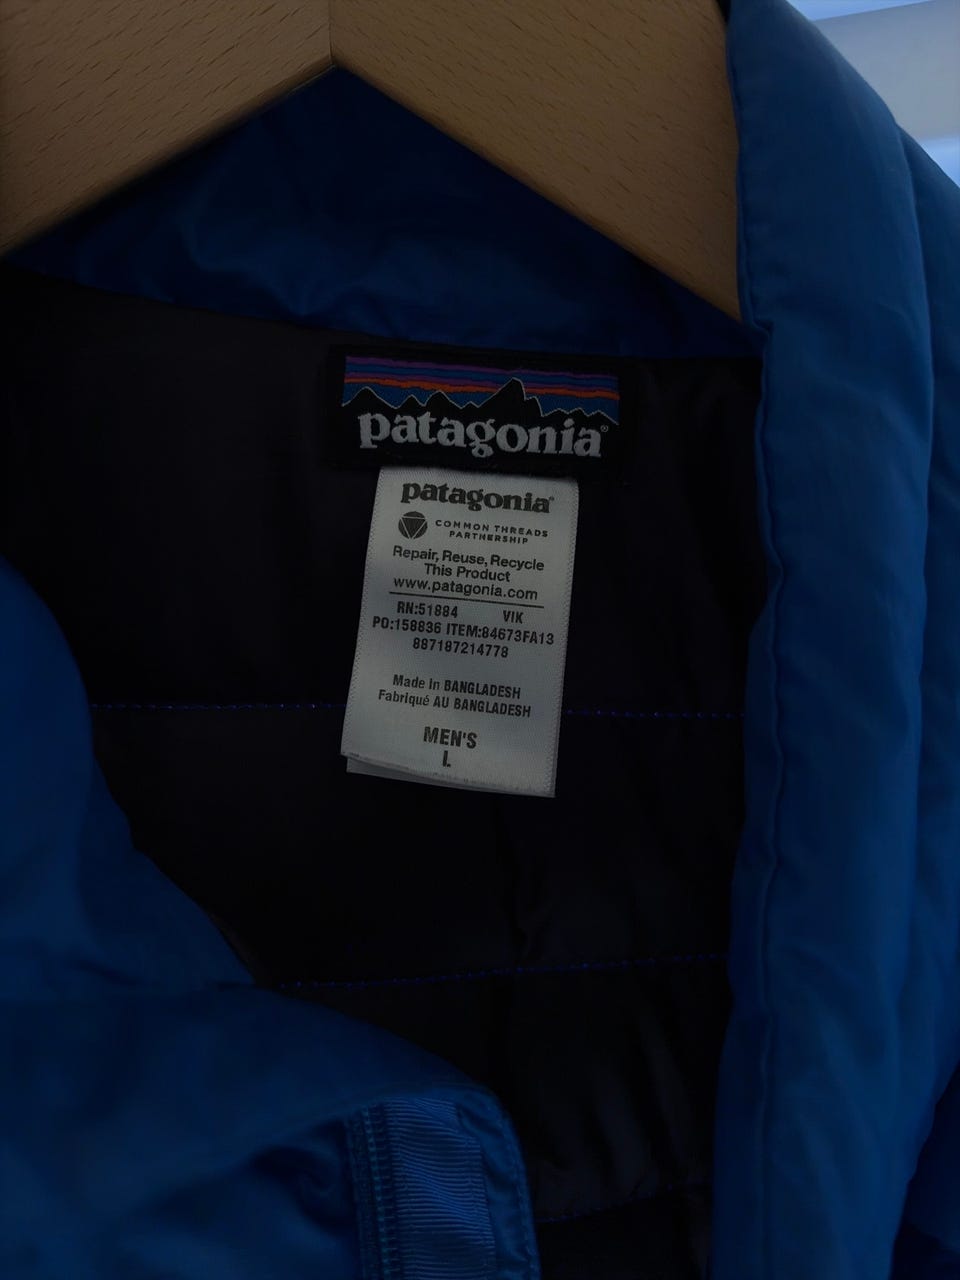 patagonia®
patagonia®
COMMON THREADS
PARTNERSHIP
Repair, Reuse, Recycle
This Product
www.patagonia.com
RN:51884 VIK
PO:158836 ITEM:84673FA13
887187214778
Made in BANGLADESH
Fabriqué AU BANGLADESH
MEN'S
L